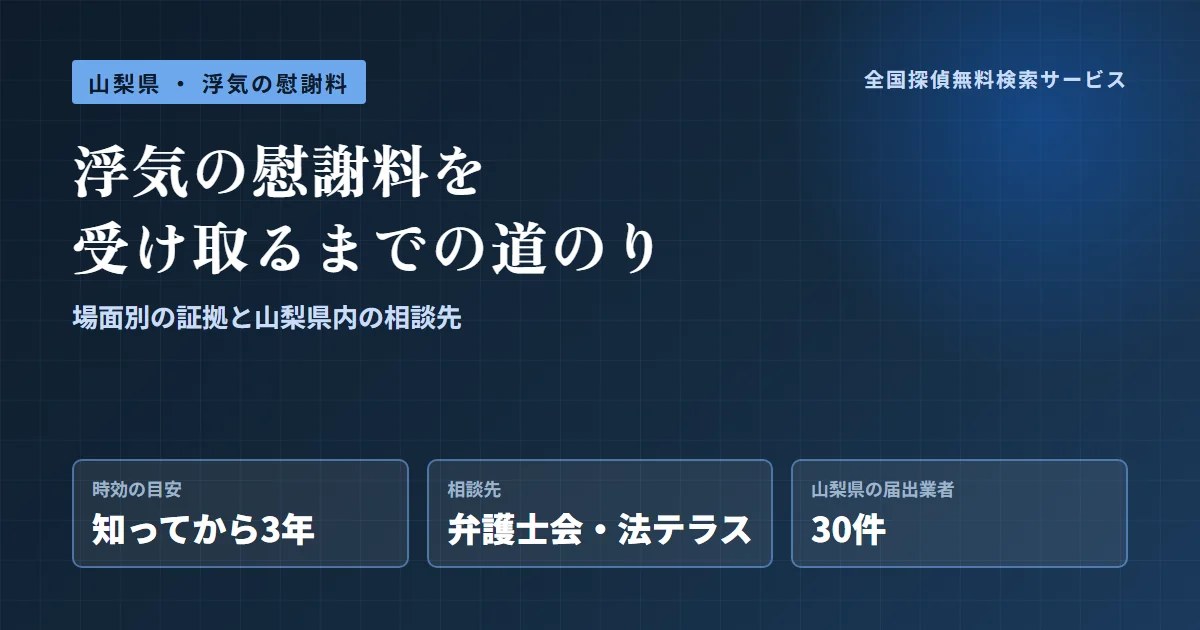 山梨県 ・ 浮気の慰謝料
全国探偵無料検索サービス
浮気の慰謝料を
受け取るまでの道のり
場面別の証拠と山梨県内の相談先
時効の目安
知ってから3年
相談先
弁護士会・法テラス
山梨県の届出業者
30件